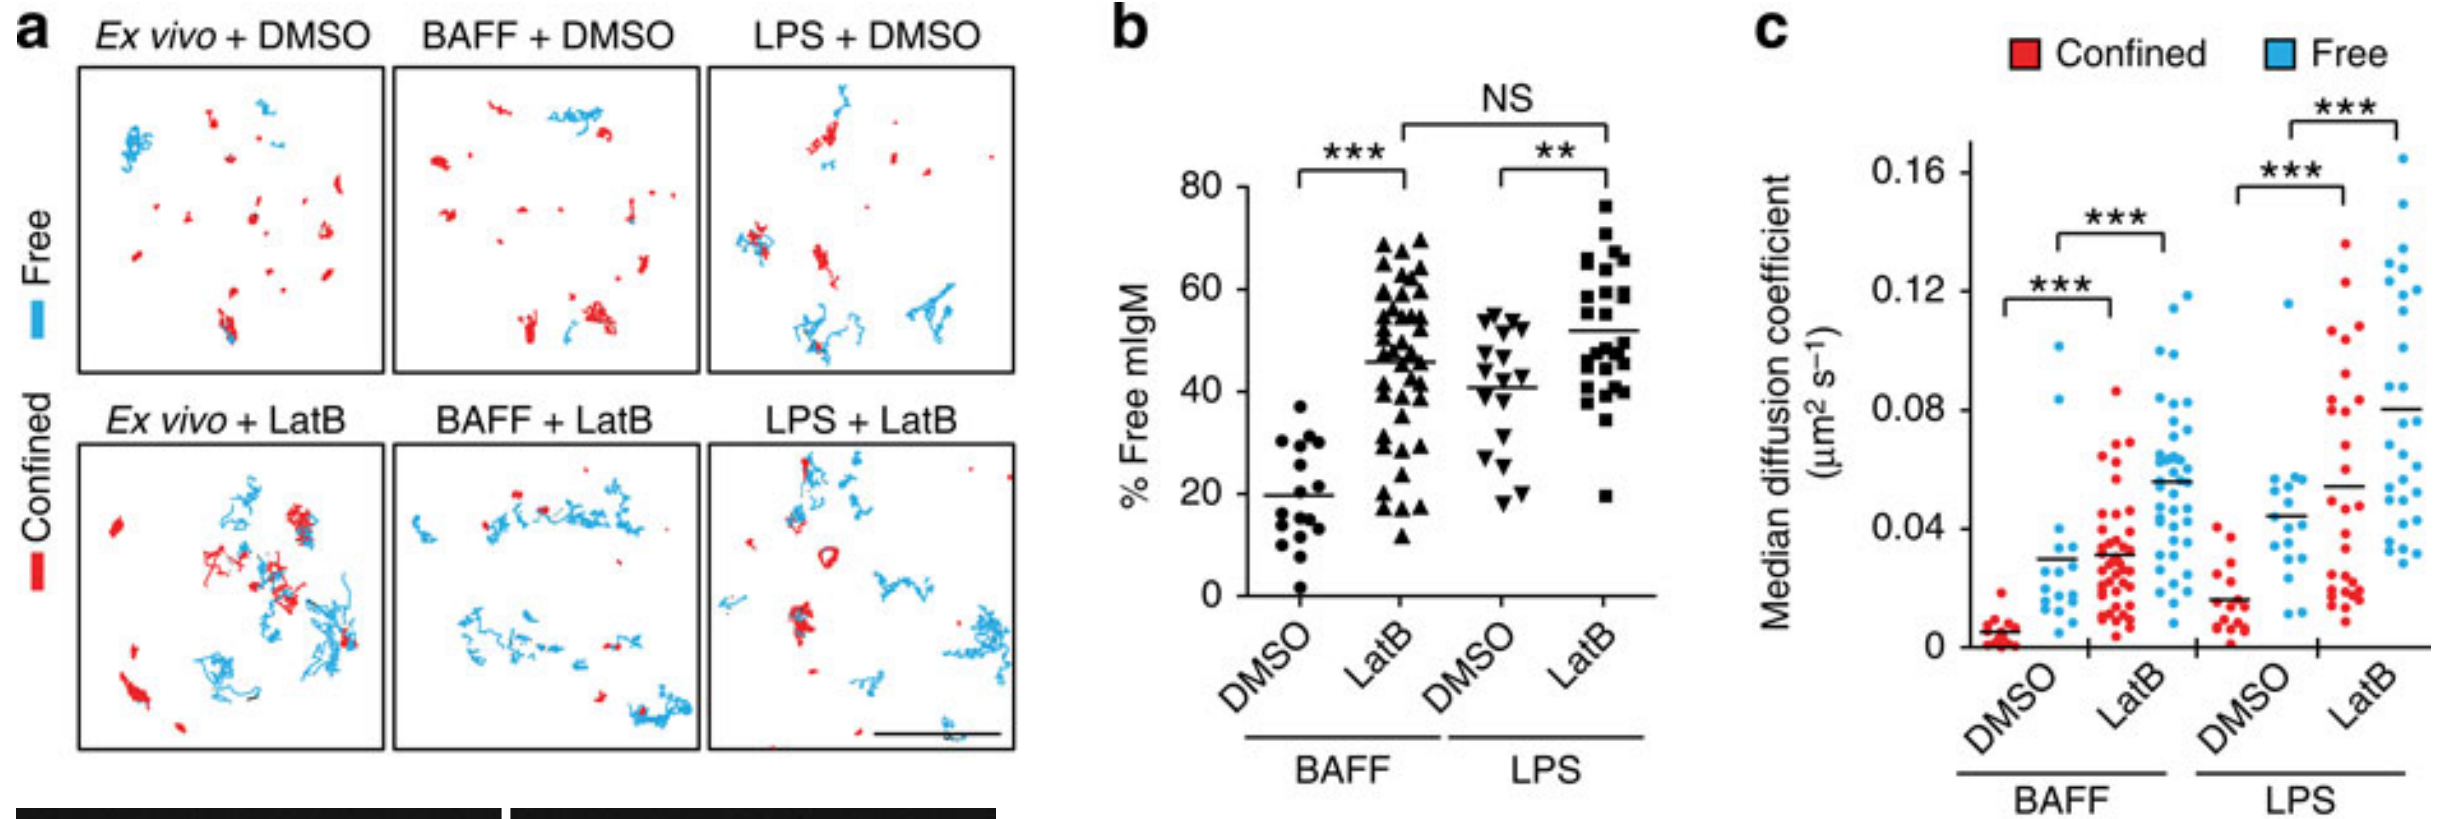 a
Ex vivo + DMSO
BAFF + DMSO
LPS + DMSO
Free
Confined
Ex vivo + LatB
BAFF + LatB
LPS + LatB
b
NS
***
**
% Free mIgM
80
60
40
20
0
DMSO
LatB
DMSO
LatB
BAFF
LPS
c
Confined
Free
***
***
***
***
Median diffusion coefficient
(μm² s⁻¹)
0.16
0.12
0.08
0.04
0
DMSO
LatB
DMSO
LatB
BAFF
LPS